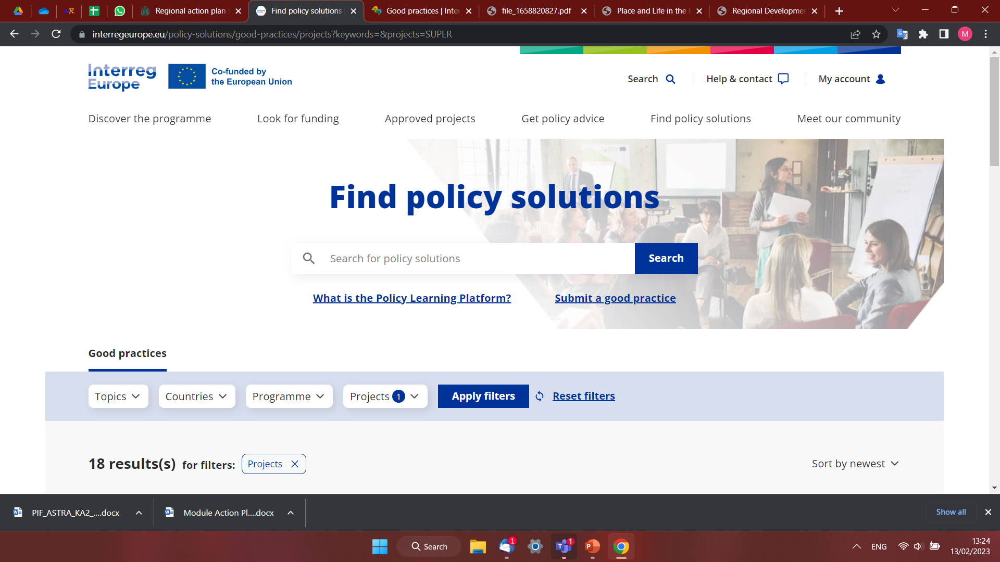 Regional action plan
Find policy solutions
Good practices | Inter
file_1658820827.pdf
Place and Life in the
Regional Developme
interregeurope.eu/policy-solutions/good-practices/projects?keywords=&projects=SUPER
M
Interreg
Europe
Co-funded by
the European Union
Search
Help & contact
My account
Discover the programme
Look for funding
Approved projects
Get policy advice
Find policy solutions
Meet our community
Find policy solutions
Search for policy solutions
Search
What is the Policy Learning Platform?
Submit a good practice
Good practices
Topics
Countries
Programme
Projects 1
Apply filters
Reset filters
18 results(s) for filters: Projects
Sort by newest
PIF_ASTRA_KA2_....docx
Module Action Pl....docx
Show all
Search
1
1
ENG
13:24
13/02/2023